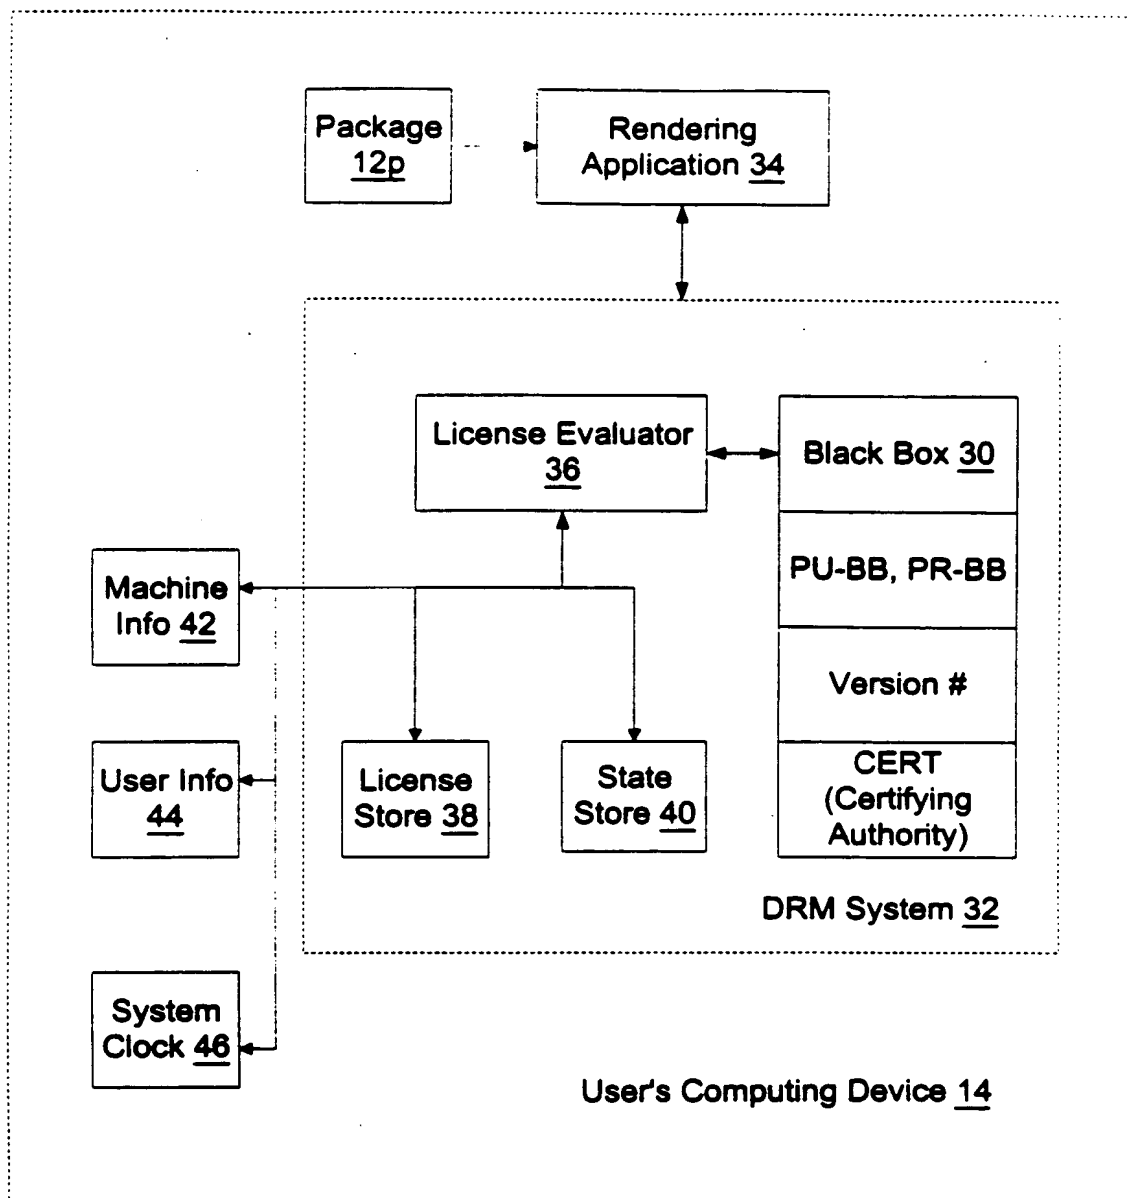 Package
12p
Rendering
Application 34
License Evaluator
36
Black Box 30
PU-BB, PR-BB
Version #
CERT
(Certifying
Authority)
Machine
Info 42
User Info
44
System
Clock 46
License
Store 38
State
Store 40
DRM System 32
User's Computing Device 14